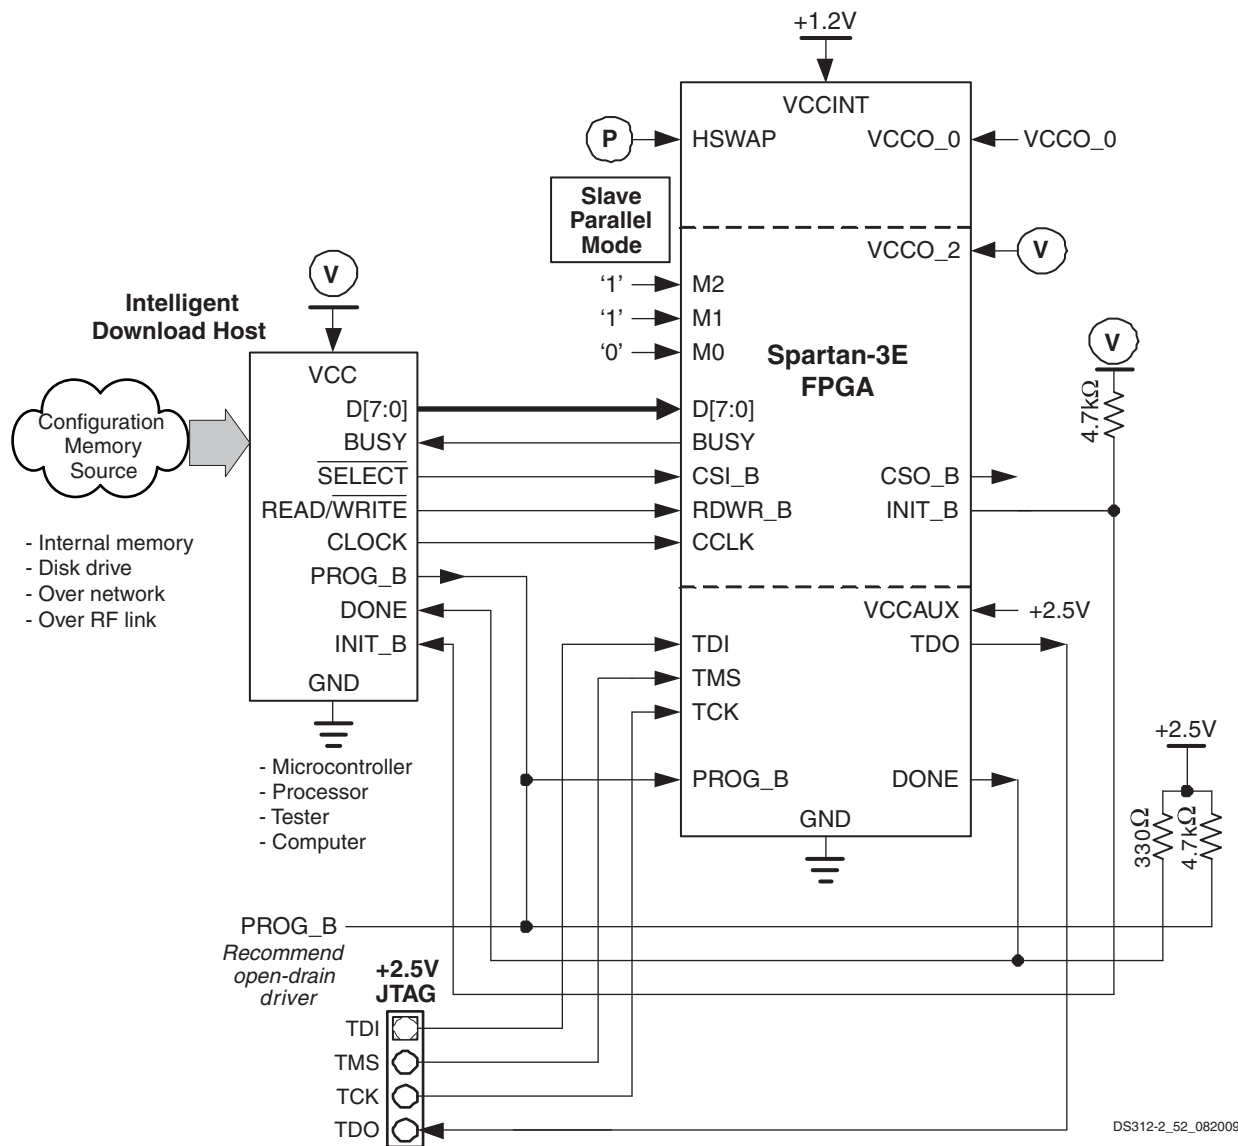 +1.2V
VCCINT
P
HSWAP
VCCO_0
VCCO_0
Slave
Parallel
Mode
VCCO_2
V
V
‘1’
M2
Intelligent
Download Host
‘1’
M1
‘0’
M0
Spartan-3E
FPGA
V
4.7kΩ
VCC
Configuration
Memory
Source
D[7:0]
D[7:0]
BUSY
BUSY
SELECT
CSI_B
CSO_B
READ/WRITE
RDWR_B
INIT_B
CLOCK
CCLK
- Internal memory
- Disk drive
- Over network
- Over RF link
PROG_B
DONE
VCCAUX
+2.5V
INIT_B
TDI
TDO
GND
TMS
TCK
+2.5V
- Microcontroller
- Processor
- Tester
- Computer
PROG_B
DONE
GND
330Ω
4.7kΩ
PROG_B
Recommend
open-drain
driver
+2.5V
JTAG
TDI
TMS
TCK
TDO
DS312-2_52_082009